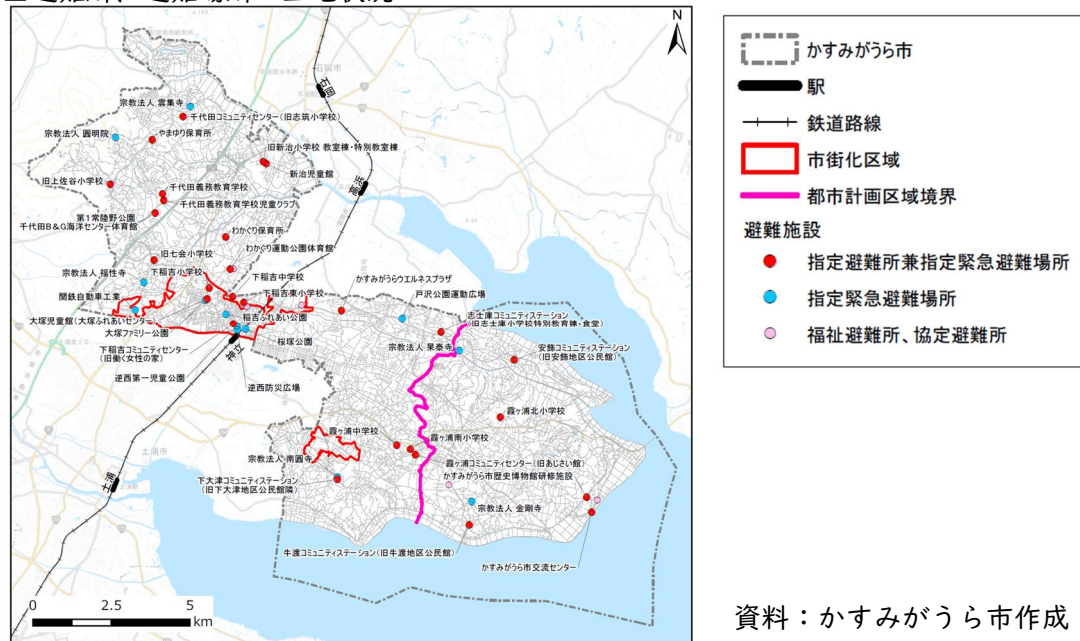 N
石岡市
石岡
宗教法人 雲集寺
千代田コミュニティセンター(旧志筑小学校)
宗教法人 圓明院
やまゆり保育所
旧新治小学校 教室棟・特別教室棟
新治児童館
高浜
旧上佐谷小学校
千代田義務教育学校
千代田義務教育学校児童クラブ
第1常陸野公園
千代田B&G海洋センター体育館
わかぐり保育所
わかぐり運動公園体育館
旧七会小学校
宗教法人 福性寺
下稲吉小学校
下稲吉中学校
かすみがうらウエルネスプラザ
関鉄自動車工業
下稲吉東小学校
戸沢公園運動広場
大塚児童館(大塚ふれあいセンター)
稲吉ふれあい公園
志士庫コミュニティステーション
(旧志士庫小学校特別教育棟・食堂)
大塚ファミリー公園
桜塚公園
宗教法人 杲泰寺
下稲吉コミュニティセンター
(旧働く女性の家)
神立
安飾コミュニティステーション
(旧安飾地区公民館)
逆西第一児童公園
逆西防災広場
霞ヶ浦北小学校
霞ヶ浦中学校
霞ヶ浦南小学校
土浦市
宗教法人 南圓寺
霞ヶ浦コミュニティセンター(旧あじさい館)
かすみがうら市歴史博物館研修施設
土浦
下大津コミュニティステーション
(旧下大津地区公民館隣)
宗教法人 金剛寺
牛渡コミュニティステーション(旧牛渡地区公民館)
かすみがうら市交流センター
0 2.5 5
km
かすみがうら市
駅
鉄道路線
市街化区域
都市計画区域境界
避難施設
指定避難所兼指定緊急避難場所
指定緊急避難場所
福祉避難所、協定避難所
資料：かすみがうら市作成